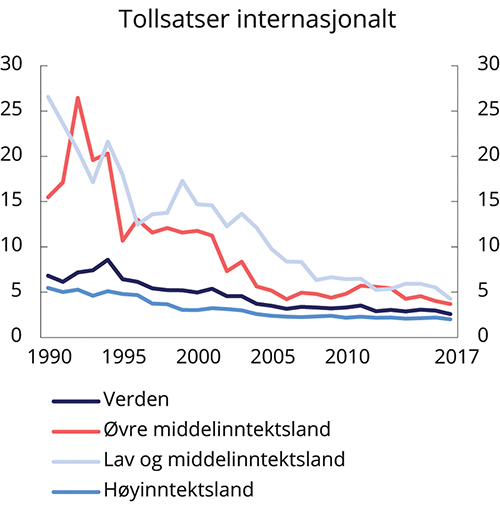 Tollsatser internasjonalt
30 30
25 25
20 20
15 15
10 10
5 5
0 0
1990 1995 2000 2005 2010 2017
Verden
Øvre middelinntektsland
Lav og middelinntektsland
Høyinntektsland